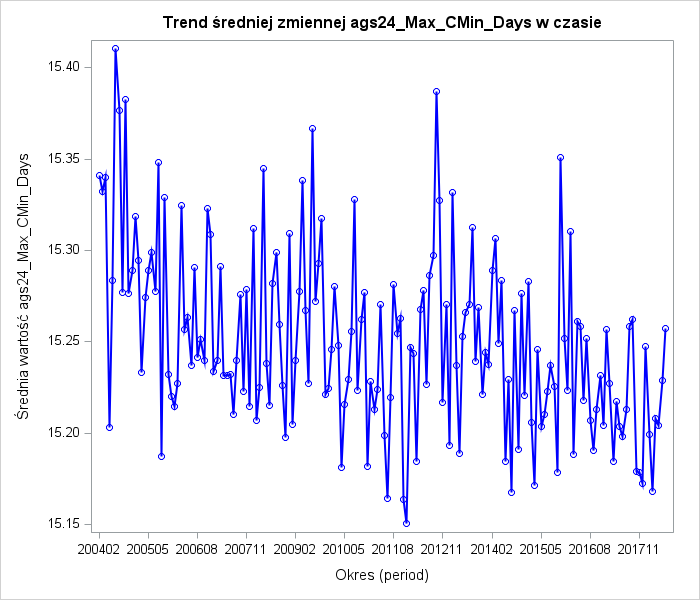 Trend średniej zmiennej ags24_Max_CMin_Days w czasie
Średnia wartość ags24_Max_CMin_Days
15.40
15.35
15.30
15.25
15.20
15.15
200402 200505 200608 200711 200902 201005 201108 201211 201402 201505 201608 201711
Okres (period)